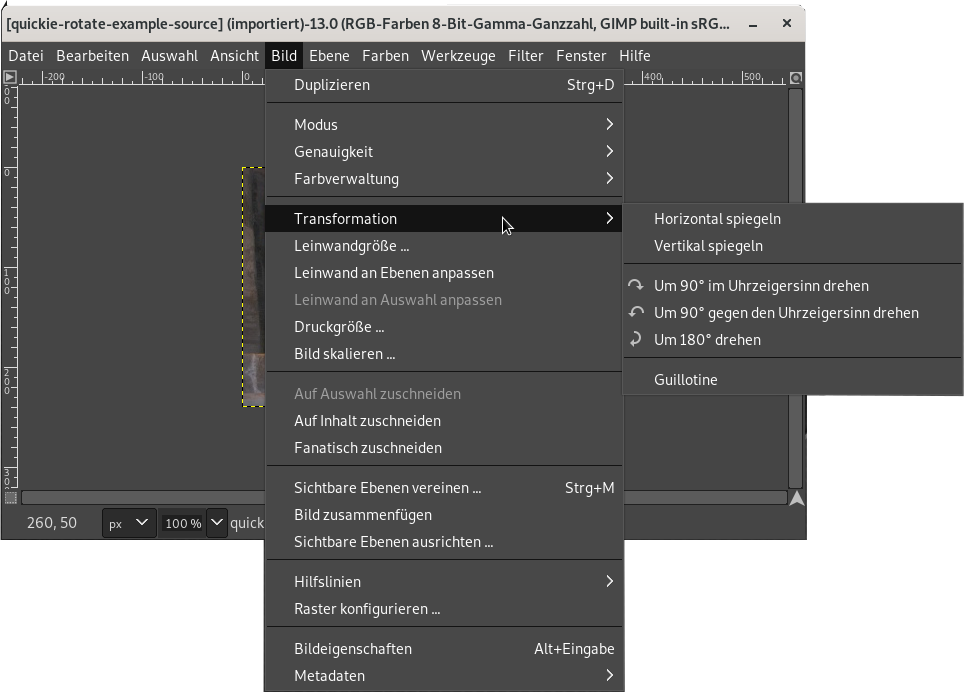 [quickie-rotate-example-source] (importiert)-13.0 (RGB-Farben 8-Bit-Gamma-Ganzzahl, GIMP built-in sRG...
Datei Bearbeiten Auswahl Ansicht Bild Ebene Farben Werkzeuge Filter Fenster Hilfe
-200 -100 0 400 500
Duplizieren Strg+D
Modus
Genauigkeit
Farbverwaltung
Transformation
Leinwandgröße ...
Leinwand an Ebenen anpassen
Leinwand an Auswahl anpassen
Druckgröße ...
Bild skalieren ...
Auf Auswahl zuschneiden
Auf Inhalt zuschneiden
Fanatisch zuschneiden
Sichtbare Ebenen vereinen ... Strg+M
Bild zusammenfügen
Sichtbare Ebenen ausrichten ...
Hilfslinien
Raster konfigurieren ...
Bildeigenschaften Alt+Eingabe
Metadaten
Horizontal spiegeln
Vertikal spiegeln
Um 90° im Uhrzeigersinn drehen
Um 90° gegen den Uhrzeigersinn drehen
Um 180° drehen
Guillotine
0
100
200
260, 50 px 100 % quick